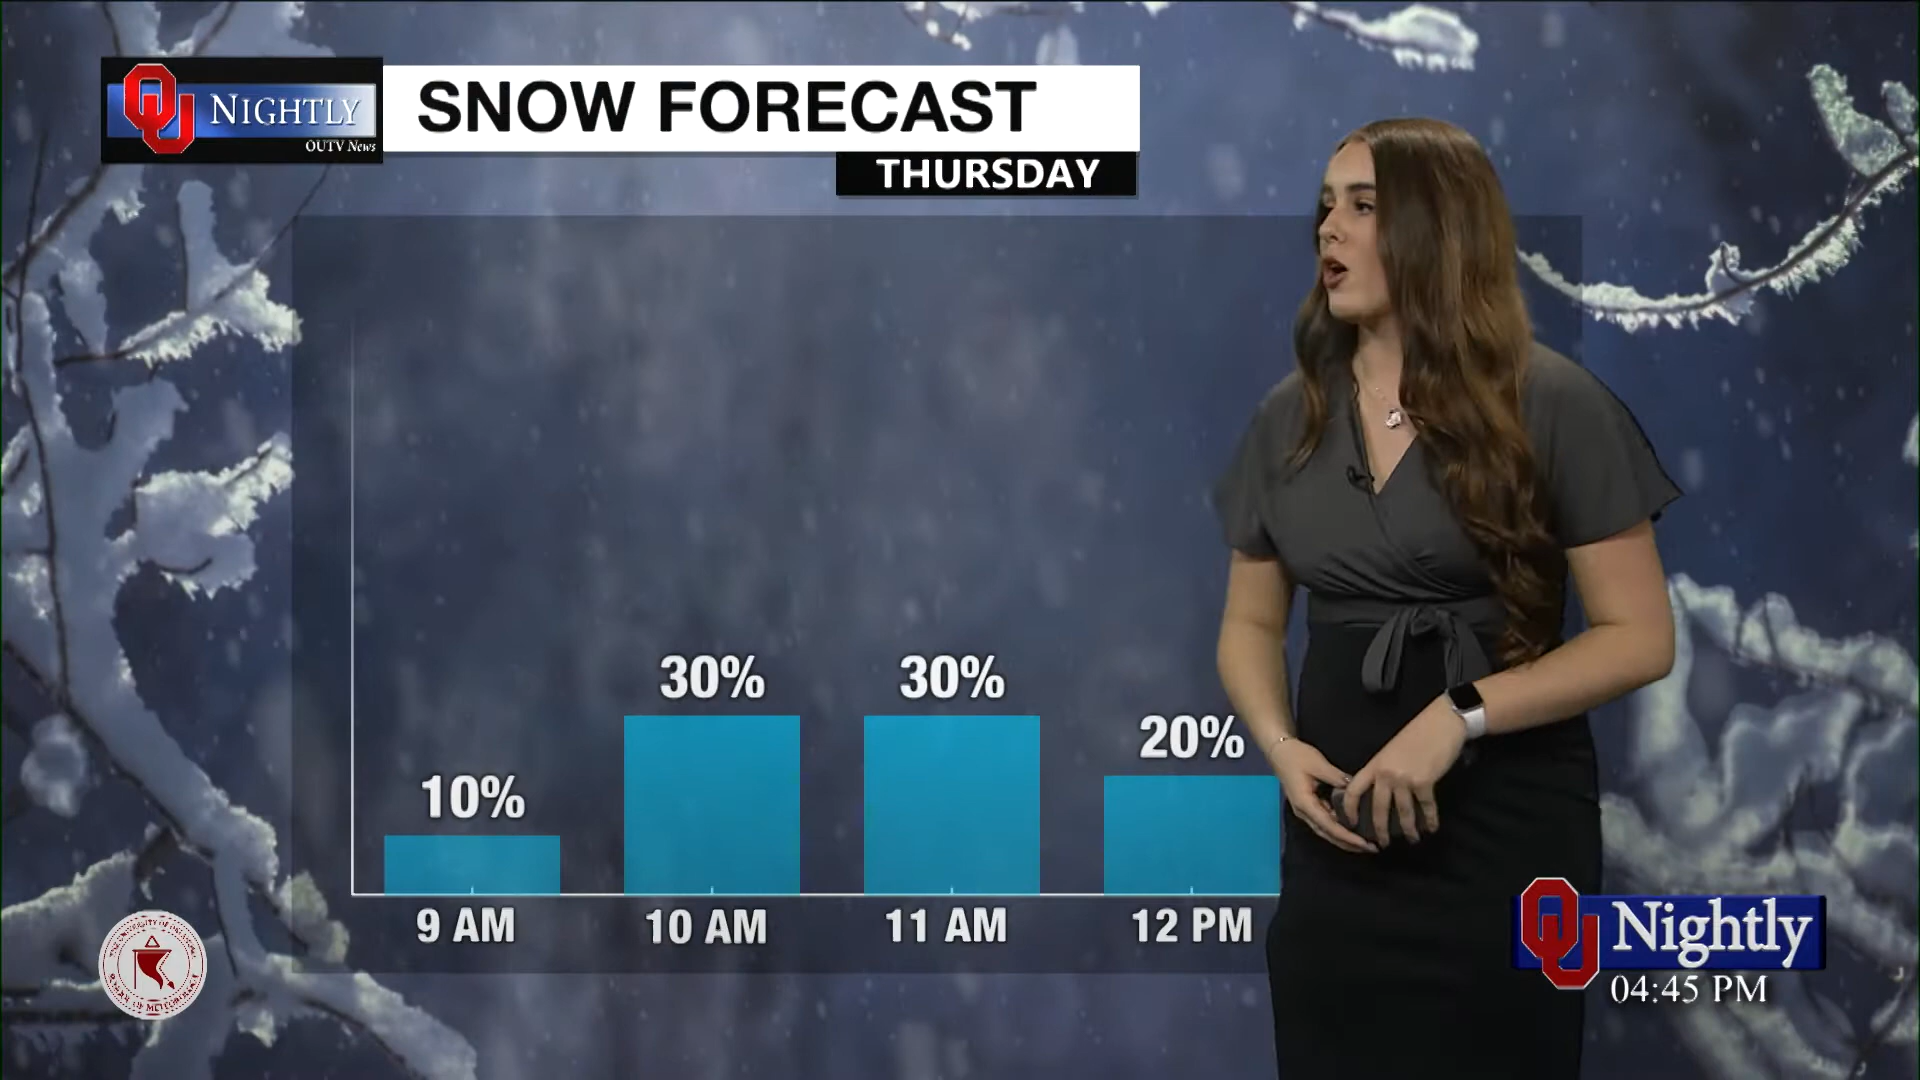 OU NIGHTLY
OUTV News
SNOW FORECAST
THURSDAY
30%
30%
20%
10%
9 AM
10 AM
11 AM
12 PM
OU Nightly
04:45 PM